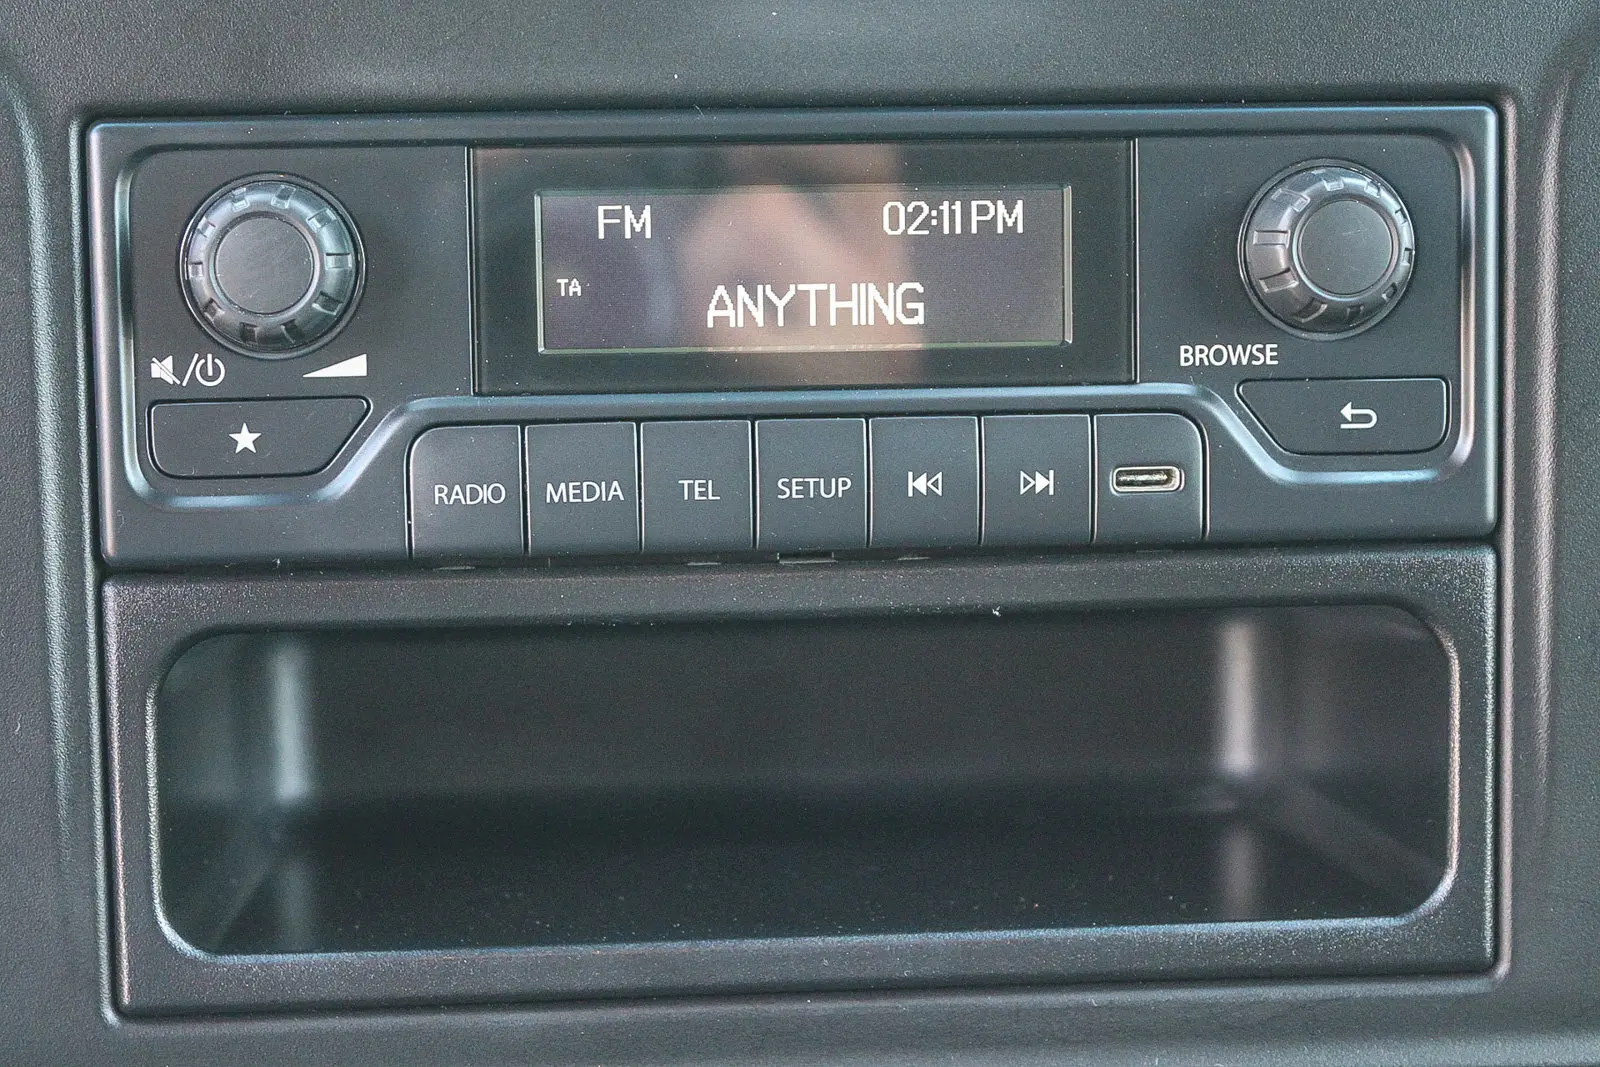 FM 02:11 PM
TA
ANYTHING
BROWSE
RADIO MEDIA TEL SETUP